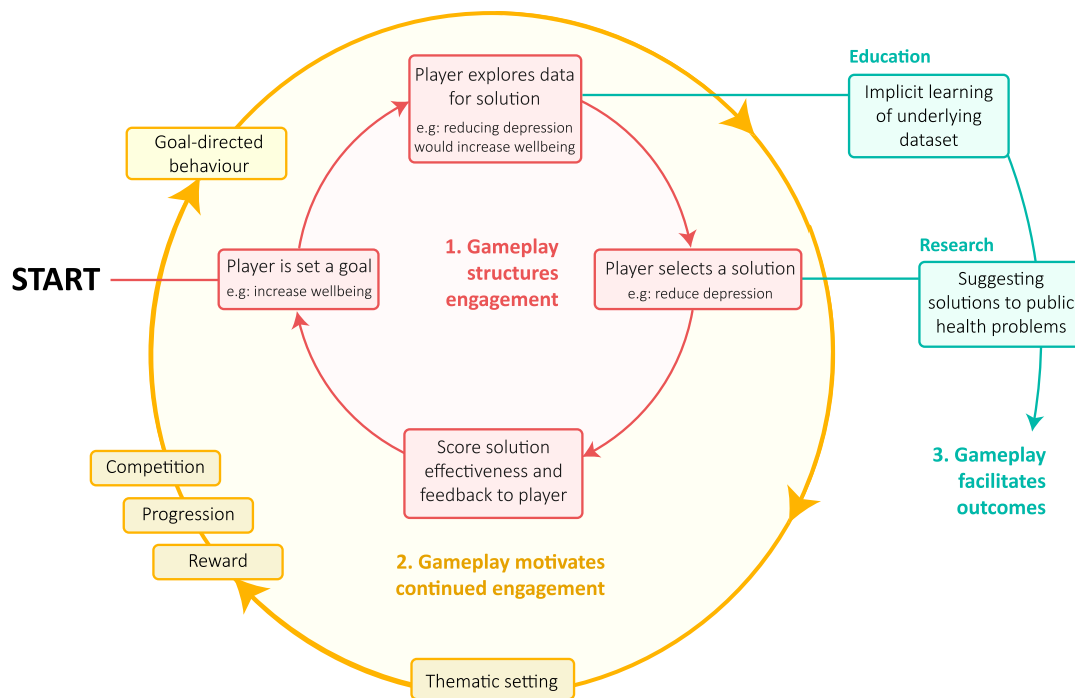 START
Player is set a goal
e.g: increase wellbeing
Player explores data
for solution
e.g: reducing depression
would increase wellbeing
Player selects a solution
e.g: reduce depression
Score solution
effectiveness and
feedback to player
1. Gameplay
structures
engagement
Goal-directed
behaviour
Competition
Progression
Reward
Thematic setting
2. Gameplay motivates
continued engagement
Education
Implicit learning
of underlying
dataset
Research
Suggesting
solutions to public
health problems
3. Gameplay
facilitates
outcomes